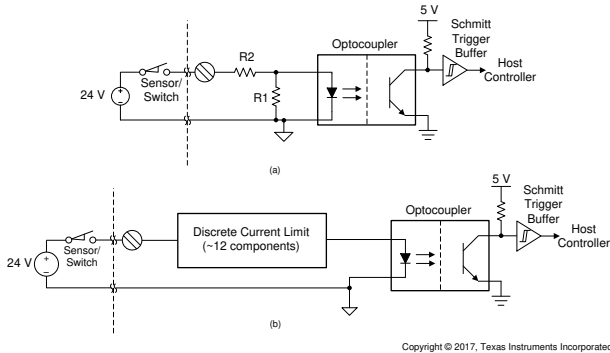 5 V
Schmitt
Trigger
Buffer
Optocoupler
R2
Host
Controller
Sensor/
Switch
R1
24 V
(a)
5 V
Schmitt
Trigger
Buffer
Optocoupler
Discrete Current Limit
(~12 components)
Host
Controller
Sensor/
Switch
24 V
(b)
Copyright © 2017, Texas Instruments Incorporated